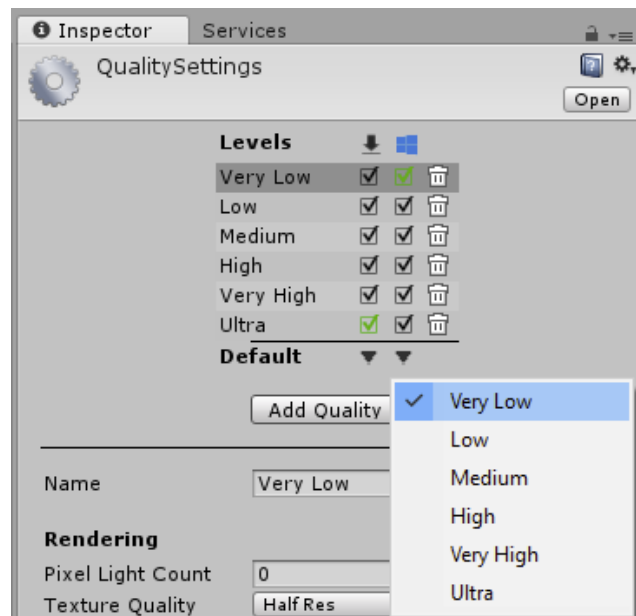 Inspector Services
QualitySettings
Open
Levels
Very Low
Low
Medium
High
Very High
Ultra
Default
Add Quality
Very Low
Low
Medium
High
Very High
Ultra
Name Very Low
Rendering
Pixel Light Count 0
Texture Quality Half Res